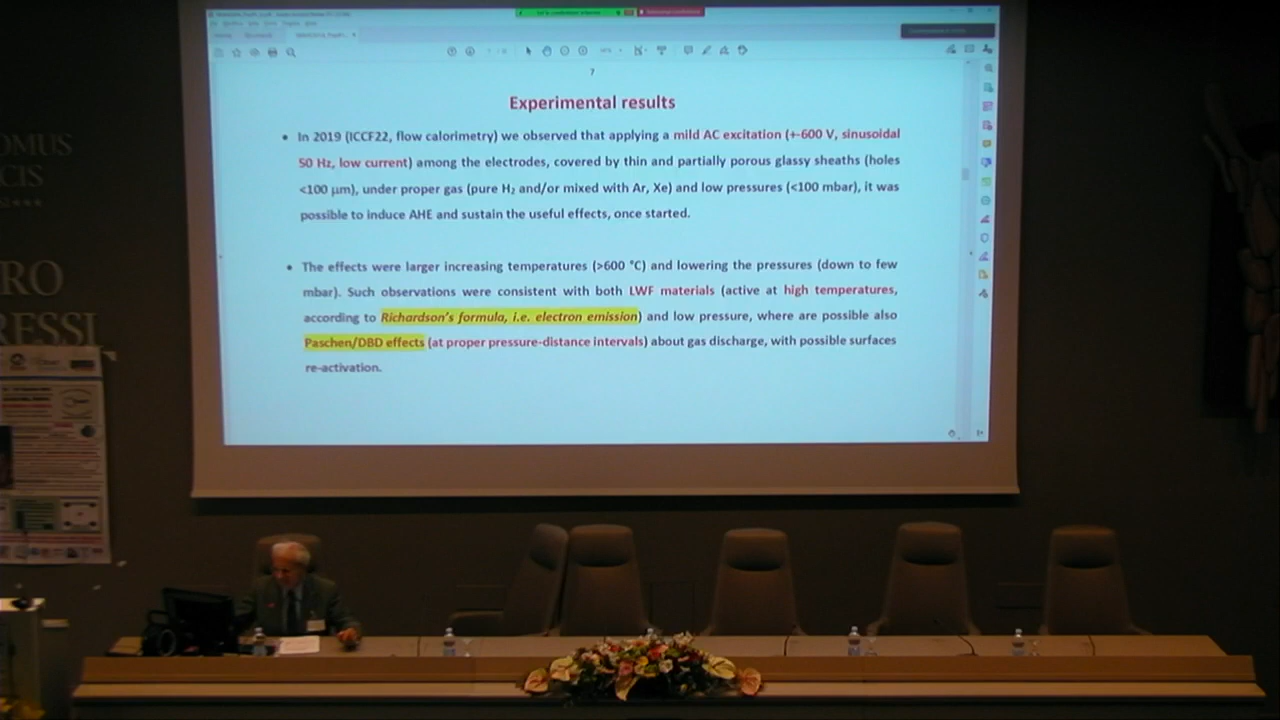 7
Experimental results
• In 2019 (ICCF22, flow calorimetry) we observed that applying a mild AC excitation (+-600 V, sinusoidal
50 Hz, low current) among the electrodes, covered by thin and partially porous glassy sheaths (holes
<100 µm), under proper gas (pure H₂ and/or mixed with Ar, Xe) and low pressures (<100 mbar), it was
possible to induce AHE and sustain the useful effects, once started.
• The effects were larger increasing temperatures (>600 °C) and lowering the pressures (down to few
mbar). Such observations were consistent with both LWF materials (active at high temperatures,
according to Richardson's formula, i.e. electron emission) and low pressure, where are possible also
Paschen/DBD effects (at proper pressure-distance intervals) about gas discharge, with possible surfaces
re-activation.
OMUS
CIS
RO
RESSI